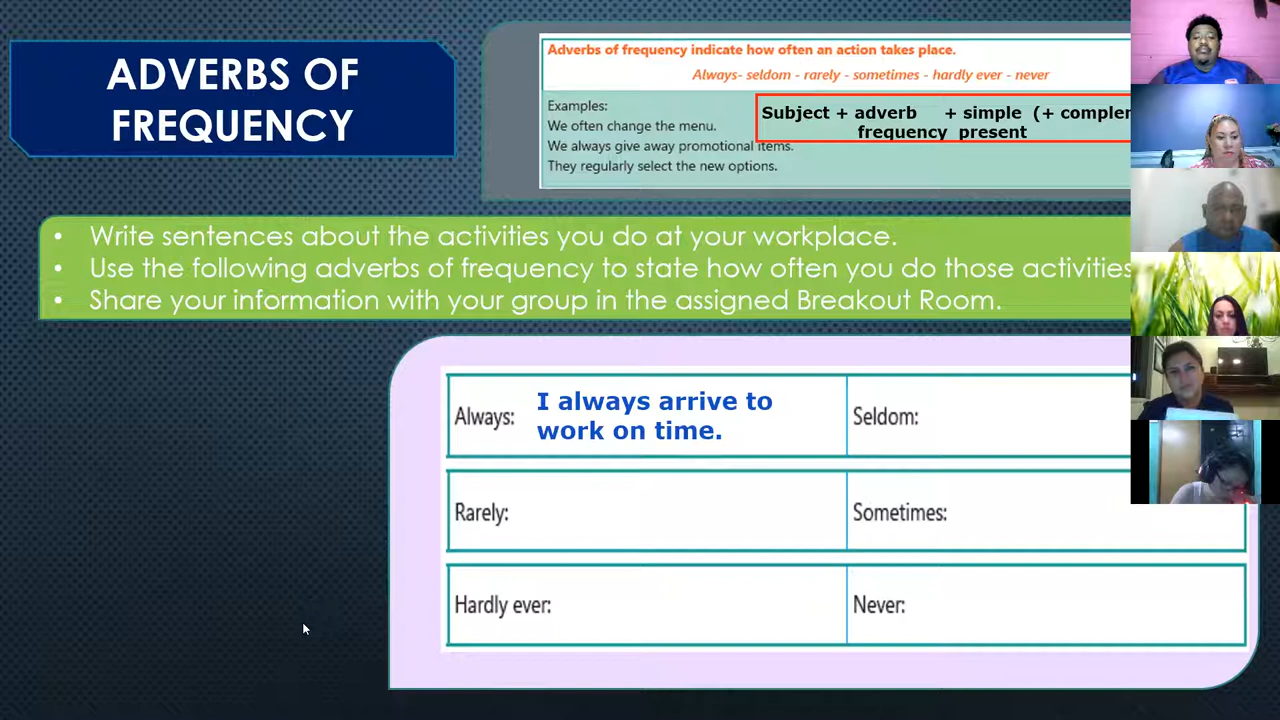 ADVERBS OF
FREQUENCY
Adverbs of frequency indicate how often an action takes place.
Always- seldom - rarely - sometimes - hardly ever - never
Examples:
We often change the menu.
We always give away promotional items.
They regularly select the new options.
Subject + adverb + simple (+ complem
frequency present
• Write sentences about the activities you do at your workplace.
• Use the following adverbs of frequency to state how often you do those activities
• Share your information with your group in the assigned Breakout Room.
Always: I always arrive to
work on time.
Seldom:
Rarely:
Sometimes:
Hardly ever:
Never: